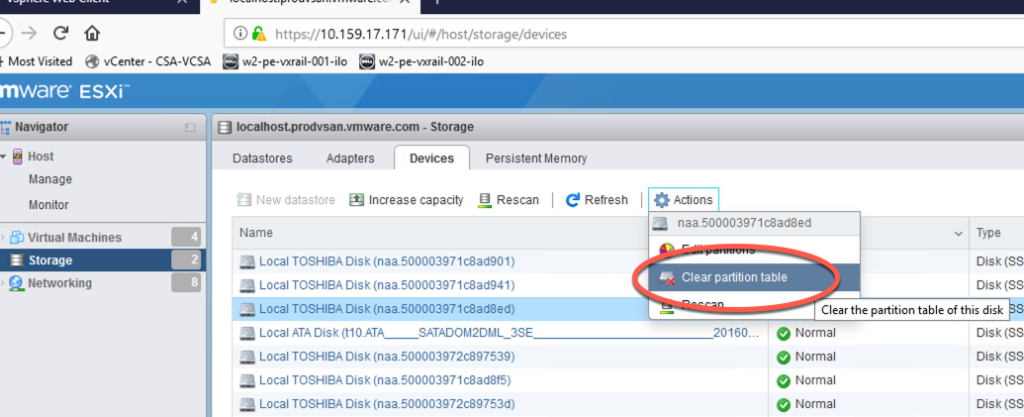 vSphere Web Client
localhost.prodvsan.vmware.co
https://10.159.17.171/ui/#/host/storage/devices
Most Visited vCenter - CSA-VCSA w2-pe-vxrail-001-ilo w2-pe-vxrail-002-ilo
mware® ESXi™
Navigator
localhost.prodvsan.vmware.com - Storage
Host
Manage
Monitor
Virtual Machines 4
Storage 2
Networking 8
Datastores Adapters Devices Persistent Memory
New datastore Increase capacity Rescan Refresh Actions
naa.500003971c8ad8ed
Edit partitions
Clear partition table
Rescan
Clear the partition table of this disk
Name Type
Local TOSHIBA Disk (naa.500003971c8ad901) Disk (SS
Local TOSHIBA Disk (naa.500003971c8ad941) Disk (SS
Local TOSHIBA Disk (naa.500003971c8ad8ed)
Local ATA Disk (t10.ATA_____SATADOM2DML_3SE__________________________20160... Normal Disk (SS
Local TOSHIBA Disk (naa.500003972c897539) Normal Disk (SS
Local TOSHIBA Disk (naa.500003971c8ad8f5) Normal Disk (SS
Local TOSHIBA Disk (naa.500003972c89753d) Normal Disk (SS